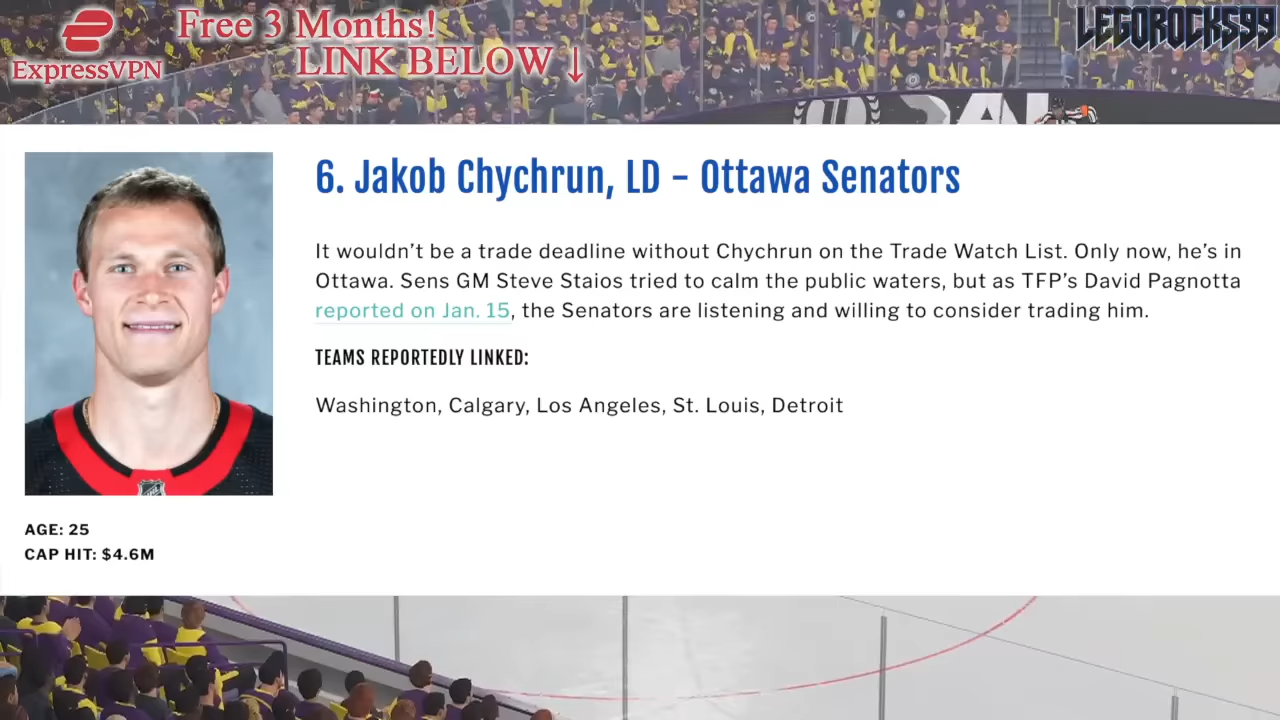 ExpressVPN
Free 3 Months!
LINK BELOW ↓
LEGOROCKS99
6. Jakob Chychrun, LD – Ottawa Senators
It wouldn’t be a trade deadline without Chychrun on the Trade Watch List. Only now, he’s in
Ottawa. Sens GM Steve Staios tried to calm the public waters, but as TFP’s David Pagnotta
reported on Jan. 15, the Senators are listening and willing to consider trading him.
TEAMS REPORTEDLY LINKED:
Washington, Calgary, Los Angeles, St. Louis, Detroit
AGE: 25
CAP HIT: $4.6M